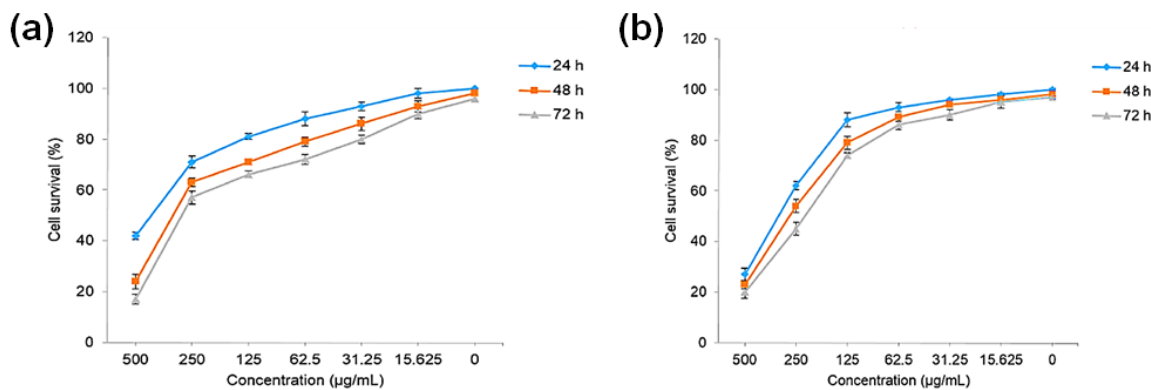 (a)
120
100
80
60
40
20
0
Cell survival (%)
500 250 125 62.5 31.25 15.625 0
Concentration (µg/mL)
24 h
48 h
72 h
(b)
120
100
80
60
40
20
0
Cell survival (%)
500 250 125 62.5 31.25 15.625 0
Concentration (µg/mL)
24 h
48 h
72 h